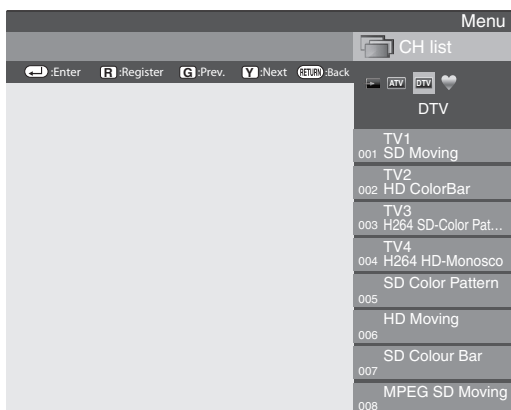 Menu
CH list
:Enter R :Register G :Prev. Y :Next RETURN :Back
ATV DTV
DTV
TV1
001 SD Moving
TV2
002 HD ColorBar
TV3
003 H264 SD-Color Pat...
TV4
004 H264 HD-Monosco
SD Color Pattern
005
HD Moving
006
SD Colour Bar
007
MPEG SD Moving
008